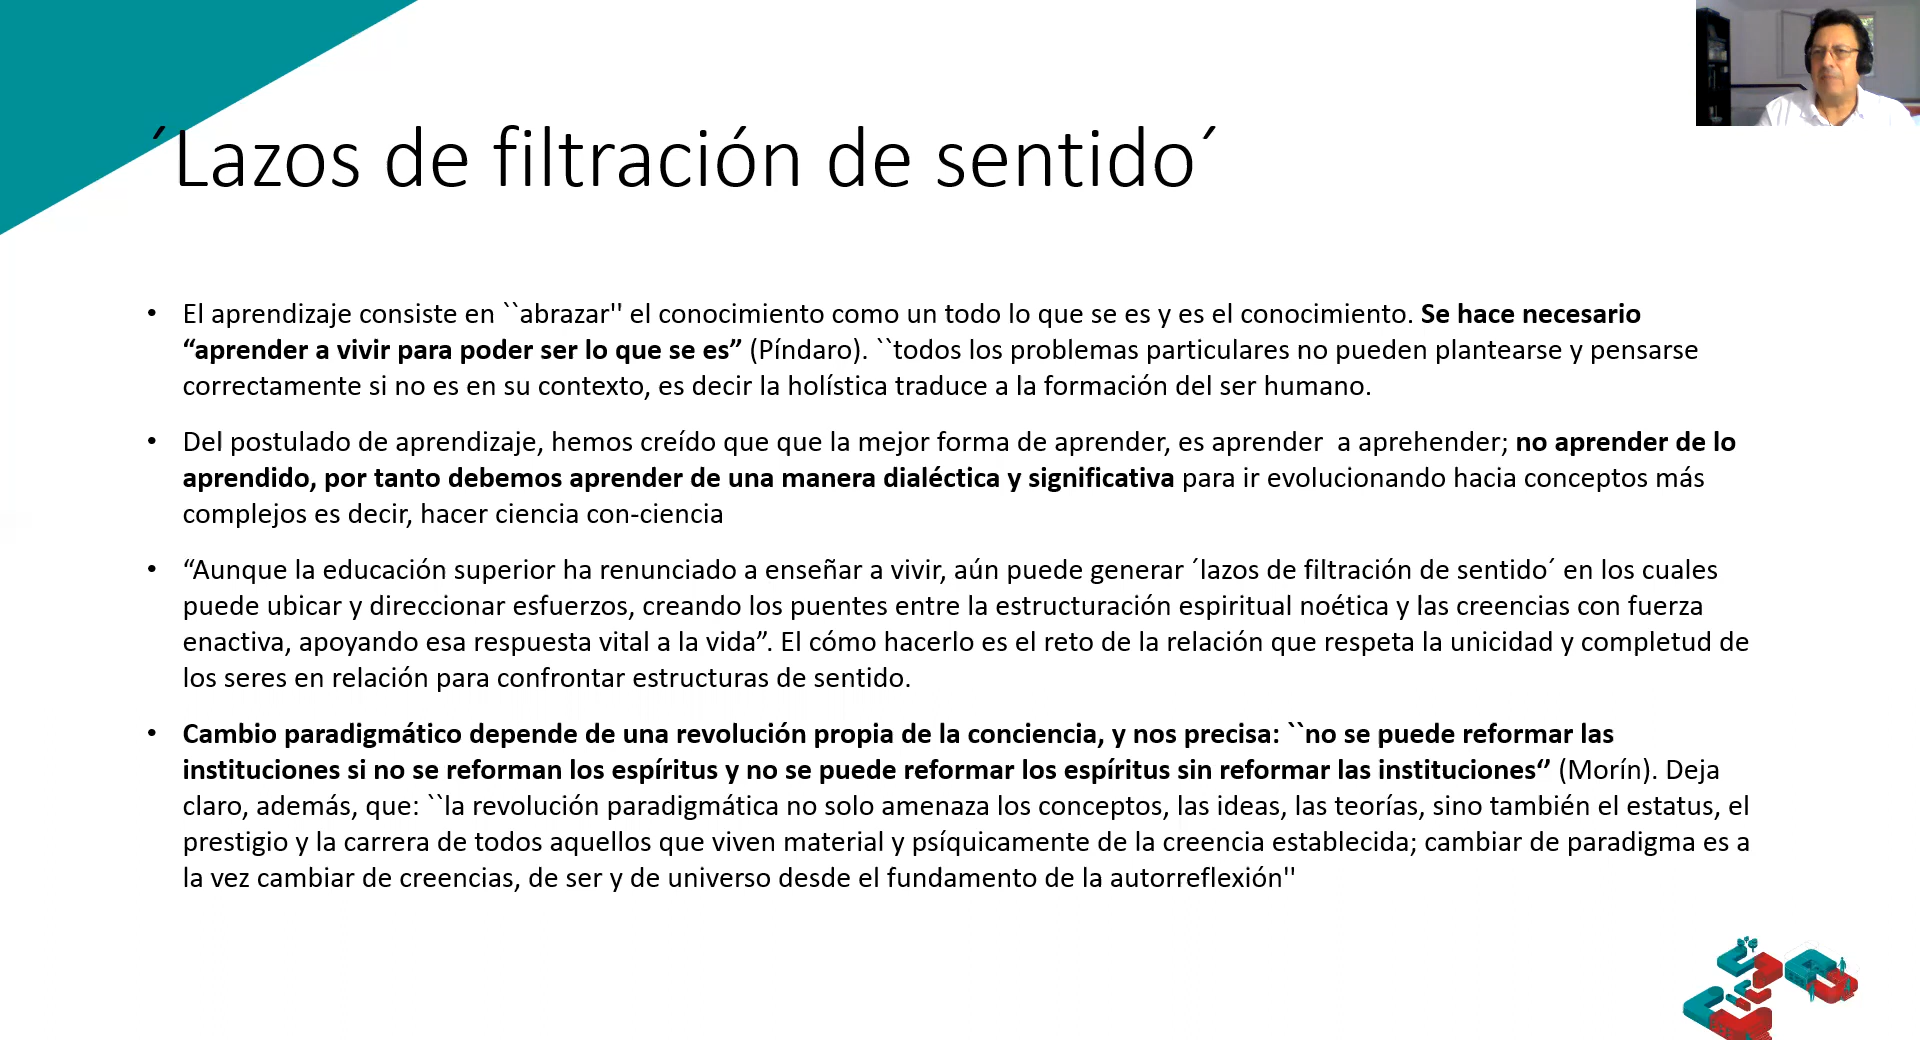 ´Lazos de filtración de sentido´
• El aprendizaje consiste en ``abrazar'' el conocimiento como un todo lo que se es y es el conocimiento. Se hace necesario
“aprender a vivir para poder ser lo que se es” (Píndaro). ``todos los problemas particulares no pueden plantearse y pensarse
correctamente si no es en su contexto, es decir la holística traduce a la formación del ser humano.
• Del postulado de aprendizaje, hemos creído que que la mejor forma de aprender, es aprender  a aprehender; no aprender de lo
aprendido, por tanto debemos aprender de una manera dialéctica y significativa para ir evolucionando hacia conceptos más
complejos es decir, hacer ciencia con-ciencia
• “Aunque la educación superior ha renunciado a enseñar a vivir, aún puede generar ´lazos de filtración de sentido´ en los cuales
puede ubicar y direccionar esfuerzos, creando los puentes entre la estructuración espiritual noética y las creencias con fuerza
enactiva, apoyando esa respuesta vital a la vida”. El cómo hacerlo es el reto de la relación que respeta la unicidad y completud de
los seres en relación para confrontar estructuras de sentido.
• Cambio paradigmático depende de una revolución propia de la conciencia, y nos precisa: ``no se puede reformar las
instituciones si no se reforman los espíritus y no se puede reformar los espíritus sin reformar las instituciones‘’ (Morín). Deja
claro, además, que: ``la revolución paradigmática no solo amenaza los conceptos, las ideas, las teorías, sino también el estatus, el
prestigio y la carrera de todos aquellos que viven material y psíquicamente de la creencia establecida; cambiar de paradigma es a
la vez cambiar de creencias, de ser y de universo desde el fundamento de la autorreflexión''